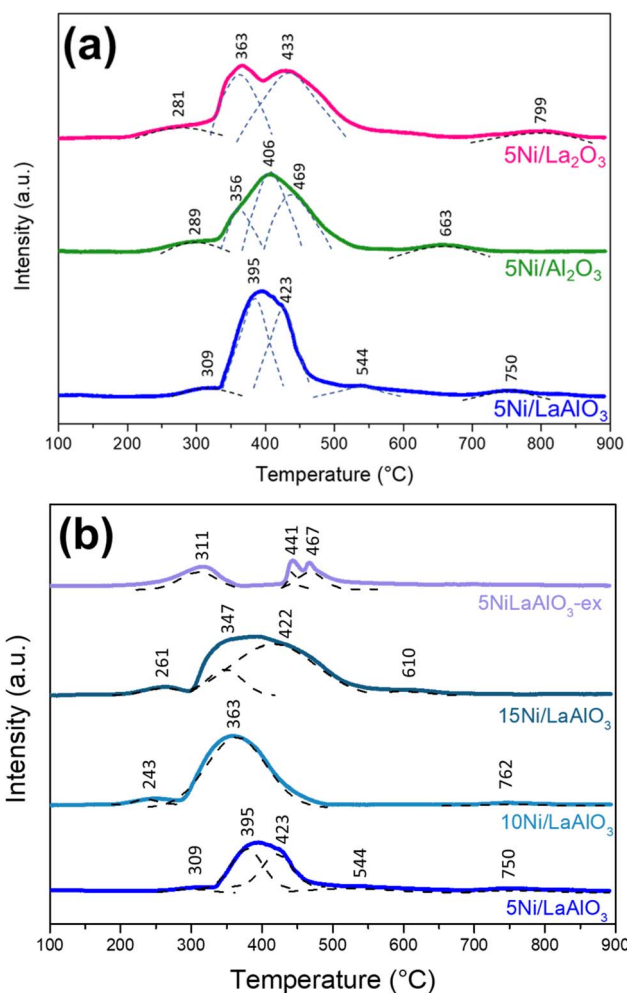 (a)
Intensity (a.u.)
281
363
433
799
5Ni/La₂O₃
289
356
406
469
663
5Ni/Al₂O₃
309
395
423
544
750
5Ni/LaAlO₃
100 200 300 400 500 600 700 800 900
Temperature (°C)
(b)
Intensity (a.u.)
311
441
467
5NiLaAlO₃-ex
261
347
422
610
15Ni/LaAlO₃
243
363
762
10Ni/LaAlO₃
309
395
423
544
750
5Ni/LaAlO₃
100 200 300 400 500 600 700 800 900
Temperature (°C)